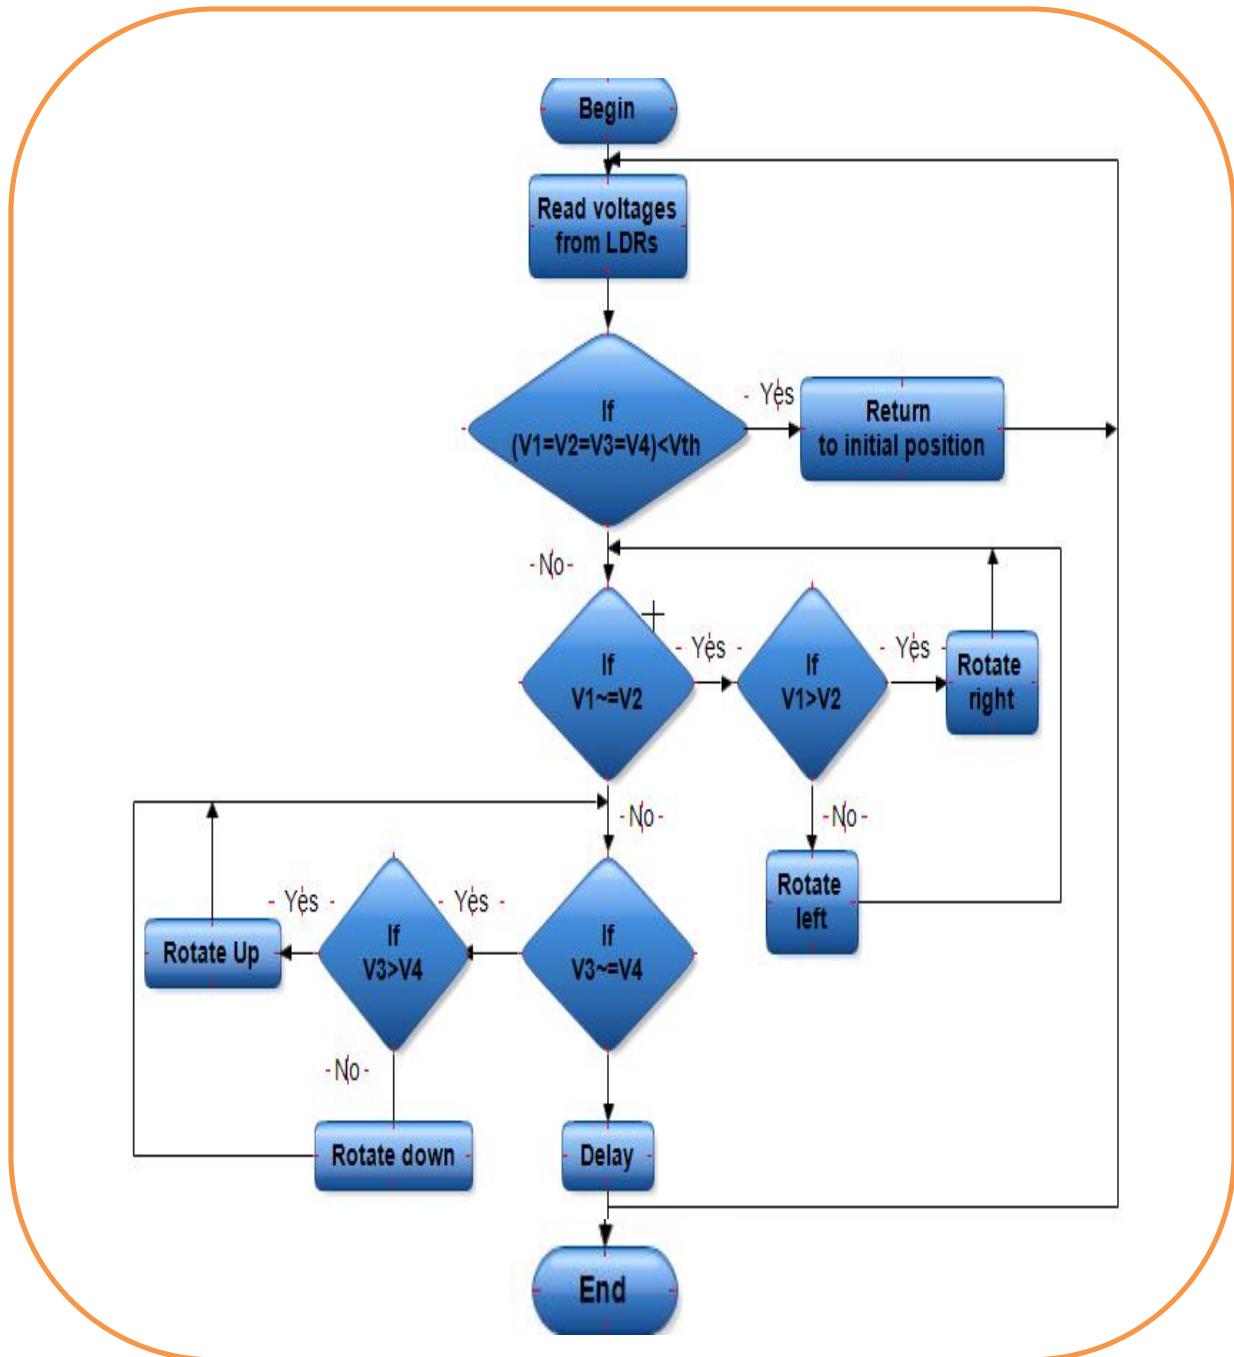 Begin
Read voltages
from LDRs
If
(V1=V2=V3=V4)<Vth
Yes
Return
to initial position
No
If
V1~=V2
Yes
If
V1>V2
Yes
Rotate
right
No
Rotate
left
No
If
V3~=V4
Yes
If
V3>V4
Yes
Rotate Up
No
Rotate down
Delay
End